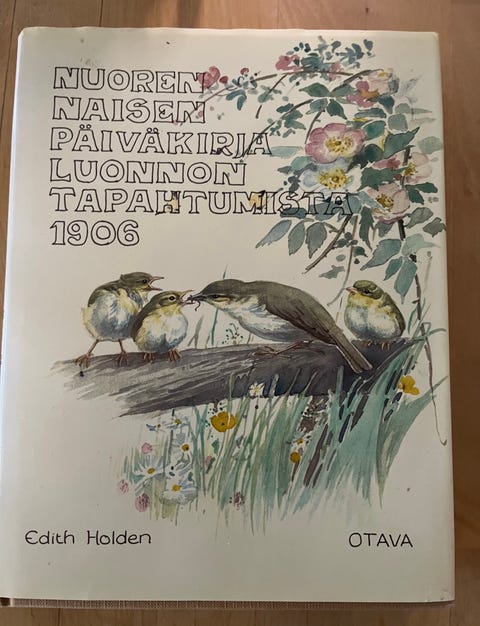 NUOREN
NAISEN
PÄIVÄKIRJA
LUONNON
TAPAHTUMISTA
1906
Edith Holden
OTAVA